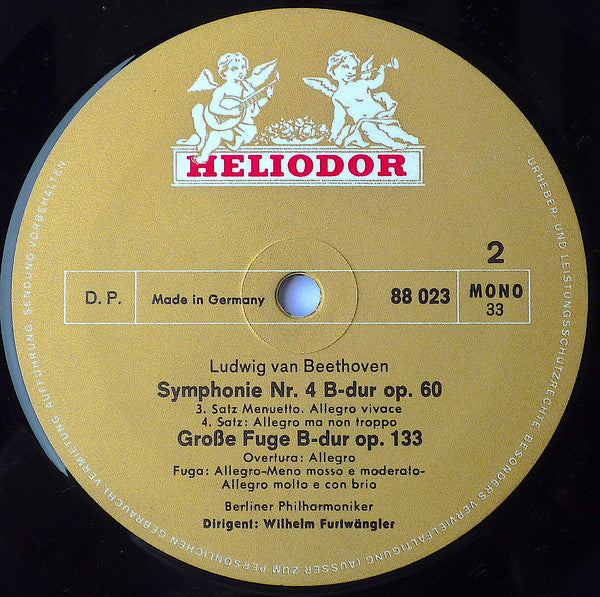 HELIODOR
2
D. P.
Made in Germany
88 023
MONO
33
Ludwig van Beethoven
Symphonie Nr. 4 B-dur op. 60
3. Satz Menuetto. Allegro vivace
4. Satz: Allegro ma non troppo
Große Fuge B-dur op. 133
Overtura: Allegro
Fuga: Allegro-Meno mosso e moderato-
Allegro molto e con brio
Berliner Philharmoniker
Dirigent: Wilhelm Furtwängler
URHEBER- UND LEISTUNGSSCHUTZRECHTE BESONDERS VERVIELFÄLTIGUNG (AUSSER ZUM PERSÖNLICHEN GEBRAUCH) VERMIETUNG AUFFÜHRUNG, SENDUNG VORBEHALTEN